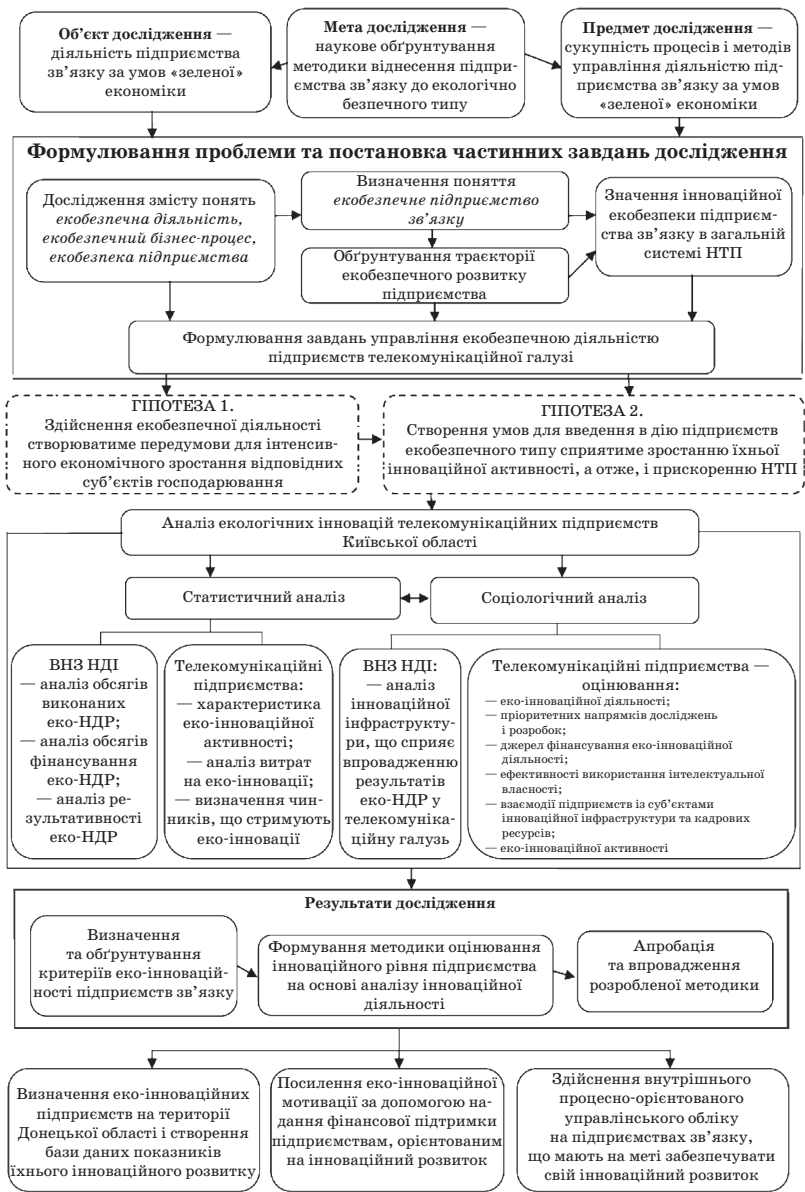 Об’єкт дослідження —
діяльність підприємства
зв’язку за умов «зеленої»
економіки
Мета дослідження —
наукове обґрунтування
методики віднесення підпри-
ємства зв’язку до екологічно
безпечного типу
Предмет дослідження —
сукупність процесів і методів
управління діяльністю під-
приємства зв’язку за умов
«зеленої» економіки
Формулювання проблеми та постановка частинних завдань дослідження
Дослідження змісту понять
екобезпечна діяльність,
екобезпечний бізнес-процес,
екобезпека підприємства
Визначення поняття
екобезпечне підприємство
зв’язку
Обґрунтування траєкторії
екобезпечного розвитку
підприємства
Значення інноваційної
екобезпеки підприєм-
ства зв’язку в загальній
системі НТП
Формулювання завдань управління екобезпечною діяльністю
підприємств телекомунікаційної галузі
ГІПОТЕЗА 1.
Здійснення екобезпечної діяльності
створюватиме передумови для інтенсив-
ного економічного зростання відповідних
суб’єктів господарювання
ГІПОТЕЗА 2.
Створення умов для введення в дію підприємств
екобезпечного типу сприятиме зростанню їхньої
інноваційної активності, а отже, і прискоренню НТП
Аналіз екологічних інновацій телекомунікаційних підприємств
Київської області
Статистичний аналіз
Соціологічний аналіз
ВНЗ НДІ
— аналіз обсягів
виконаних
еко-НДР;
— аналіз обсягів
фінансування
еко-НДР;
— аналіз ре-
зультативності
еко-НДР
Телекомунікаційні
підприємства:
— характеристика
еко-інноваційної
активності;
— аналіз витрат
на еко-інновації;
— визначення чин-
ників, що стримують
еко-інновації
ВНЗ НДІ:
— аналіз
інноваційної
інфраструкту-
ри, що сприяє
впровадженню
результатів
еко-НДР у
телекомуніка-
ційну галузь
Телекомунікаційні підприємства —
оцінювання:
— еко-інноваційної діяльності;
— пріоритетних напрямків досліджень
і розробок;
— джерел фінансування еко-інноваційної
діяльності;
— ефективності використання інтелектуальної
власності;
— взаємодії підприємств із суб’єктами
інноваційної інфраструктури та кадрових
ресурсів;
— еко-інноваційної активності
Результати дослідження
Визначення
та обґрунтування
критеріїв еко-інновацій-
ності підприємств зв’язку
Формування методики оцінювання
інноваційного рівня підприємства
на основі аналізу інноваційної
діяльності
Апробація
та впровадження
розробленої методики
Визначення еко-інноваційних
підприємств на території
Донецької області і створення
бази даних показників
їхнього інноваційного розвитку
Посилення еко-інноваційної
мотивації за допомогою на-
дання фінансової підтримки
підприємствам, орієнтованим
на інноваційний розвиток
Здійснення внутрішнього
процесно-орієнтованого
управлінського обліку
на підприємствах зв’язку,
що мають на меті забезпечувати
свій інноваційний розвиток